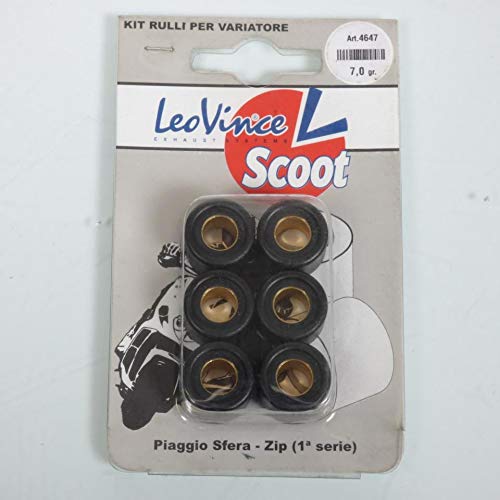 KIT RULLI PER VARIATORE
Art.4647
7,0 gr.
LeoVince
EXHAUST SYSTEMS
Scoot
Piaggio Sfera - Zip (1ª serie)